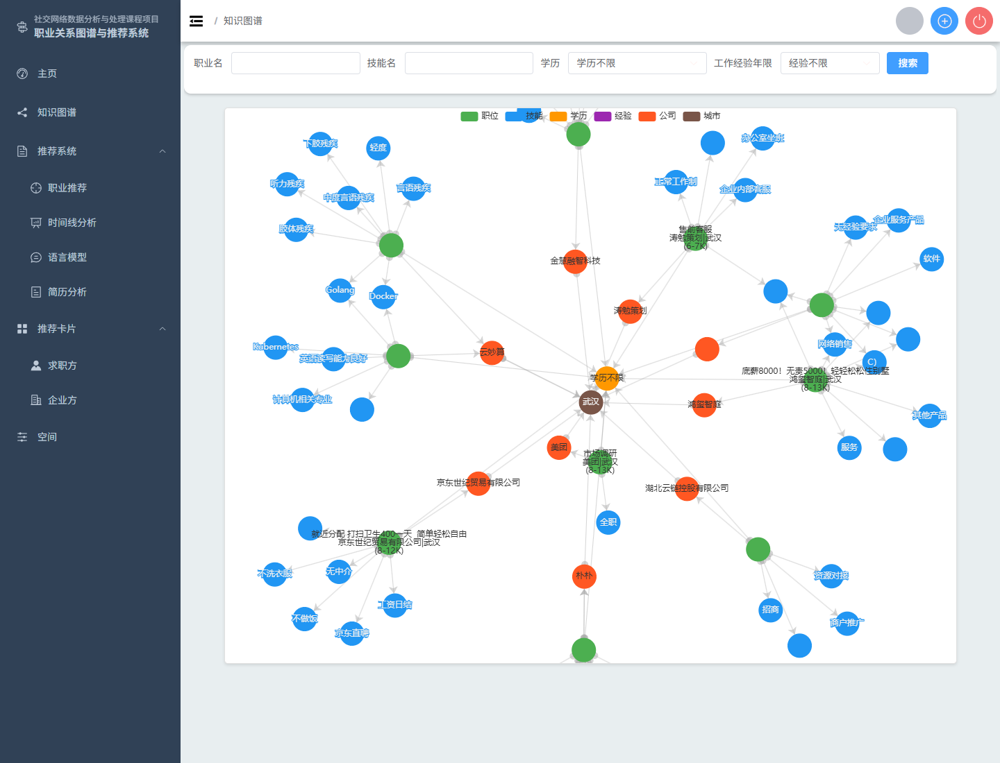 社交网络数据分析与处理课程项目
职业关系图谱与推荐系统
主页
知识图谱
推荐系统
职业推荐
时间线分析
语言模型
简历分析
推荐卡片
求职方
企业方
空间
/ 知识图谱
职业名
技能名
学历 学历不限
工作经验年限 经验不限
搜索
职位 技能 学历 经验 公司 城市
下肢残疾
轻度
听力残疾
中度言语残疾
言语残疾
肢体残疾
办公室坐班
正常工作制
企业内部客服
售前客服
涛勉策划|武汉
(6-7K)
无经验要求
企业服务产品
软件
金慧融智科技
Golang
Docker
涛勉策划
Kubernetes
英语读写能力良好
云妙算
网络销售
C)
底薪8000！无责5000！轻轻松松住别墅
鸿玺智庭|武汉
(8-13K)
学历不限
武汉
计算机相关专业
鸿玺智庭
其他产品
服务
美团
市场调研
美团|武汉
(8-13K)
京东世纪贸易有限公司
湖北云链控股有限公司
全职
就近分配 打扫卫生400一天 简单轻松自由
京东世纪贸易有限公司|武汉
(8-12K)
不洗衣服
无中介
工资日结
不做饭
京东直聘
朴朴
资源对接
招商
商户推广